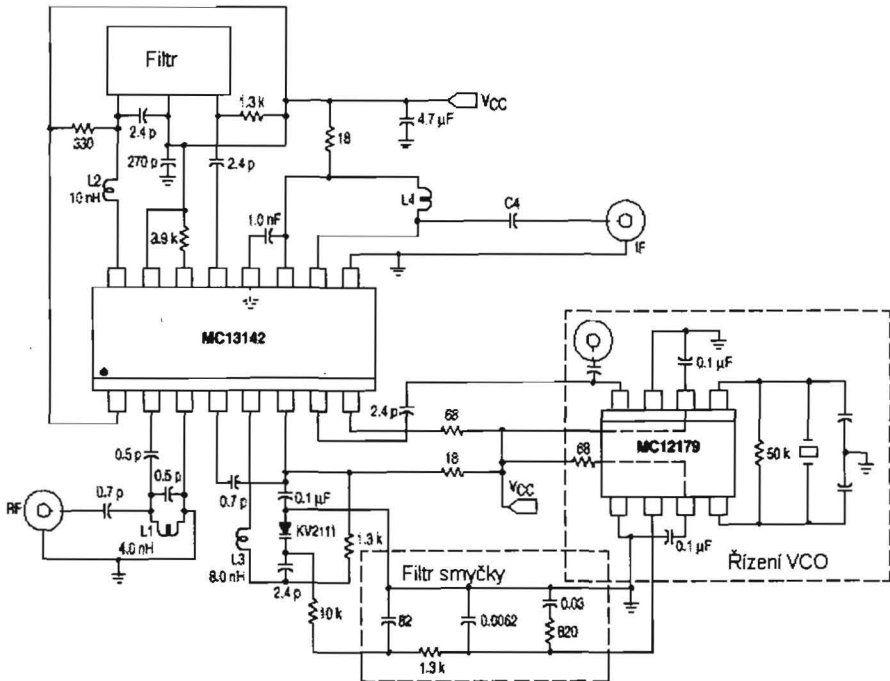 Filtr
1.3 k
V_CC
2.4 p
330
270 p
2.4 p
18
4.7 µF
L2
10 nH
L4
C4
1.0 nF
IF
3.9 k
MC13142
0.1 µF
2.4 p
68
MC12179
50 k
0.5 p
68
18
0.5 p
0.7 p
0.7 p
0.1 µF
V_CC
RF
L1
KV2111
0.1 µF
4.0 nH
L3
1.3 k
Řízení VCO
8.0 nH
2.4 p
Filtr smyčky
10 k
82
0.0062
0.03
820
1.3 k